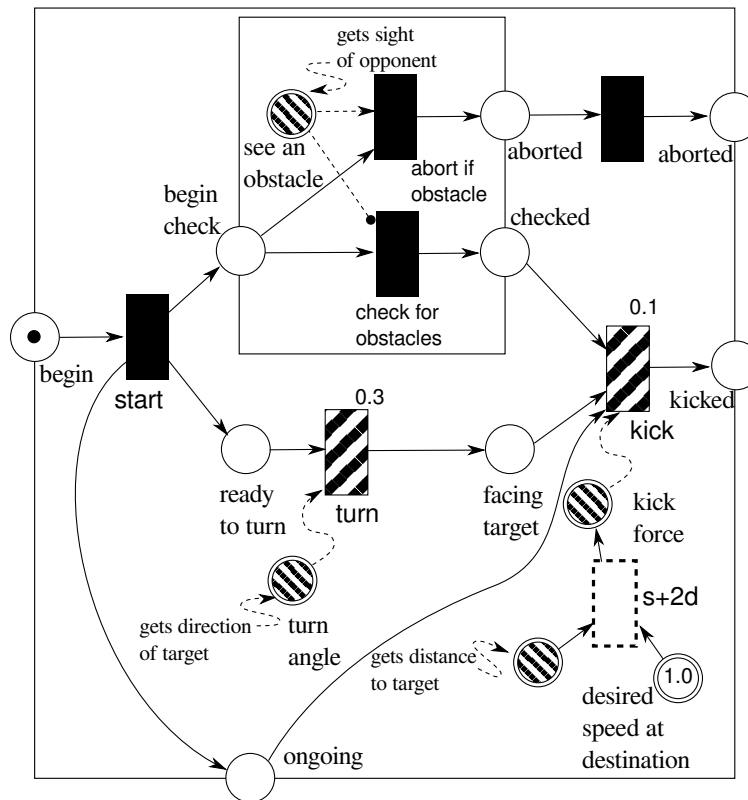 gets sight
of opponent
see an
obstacle
abort if
obstacle
aborted
aborted
begin
check
checked
check for
obstacles
0.1
begin
start
kicked
kick
0.3
ready
to turn
turn
facing
target
kick
force
s+2d
gets direction
of target
turn
angle
gets distance
to target
1.0
desired
speed at
destination
ongoing